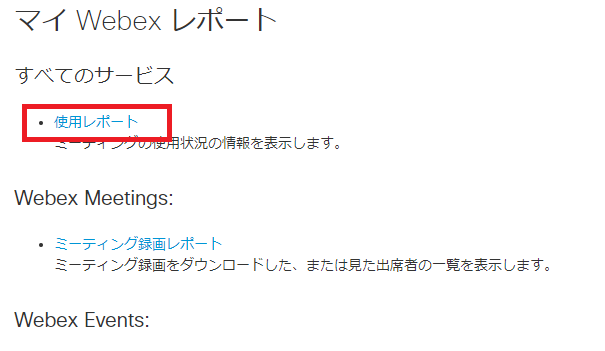 マイ Webex レポート
すべてのサービス
使用レポート
ミーティングの使用状況の情報を表示します。
Webex Meetings:
ミーティング録画レポート
ミーティング録画をダウンロードした、または見た出席者の一覧を表示します。
Webex Events: